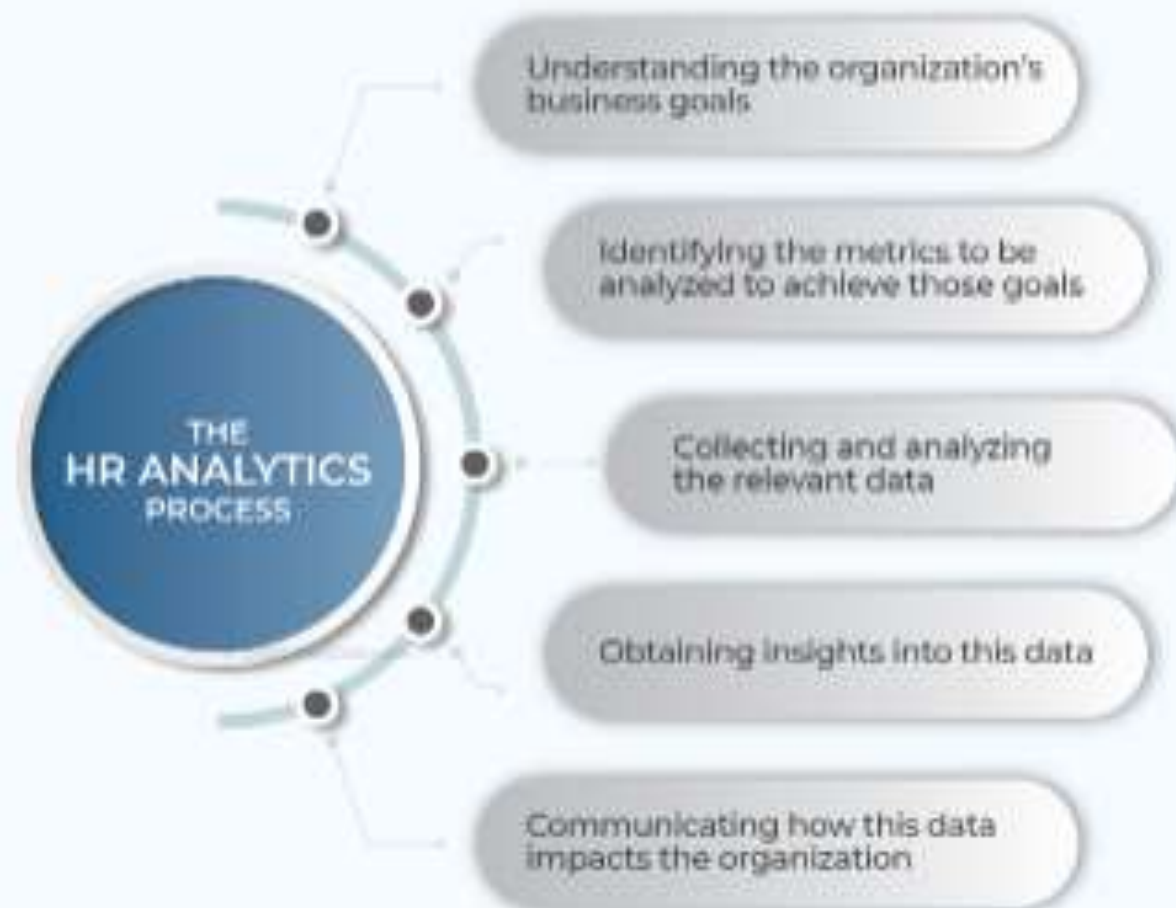 THE
HR ANALYTICS
PROCESS
Understanding the organization's
business goals
Identifying the metrics to be
analyzed to achieve those goals
Collecting and analyzing
the relevant data
Obtaining insights into this data
Communicating how this data
impacts the organization